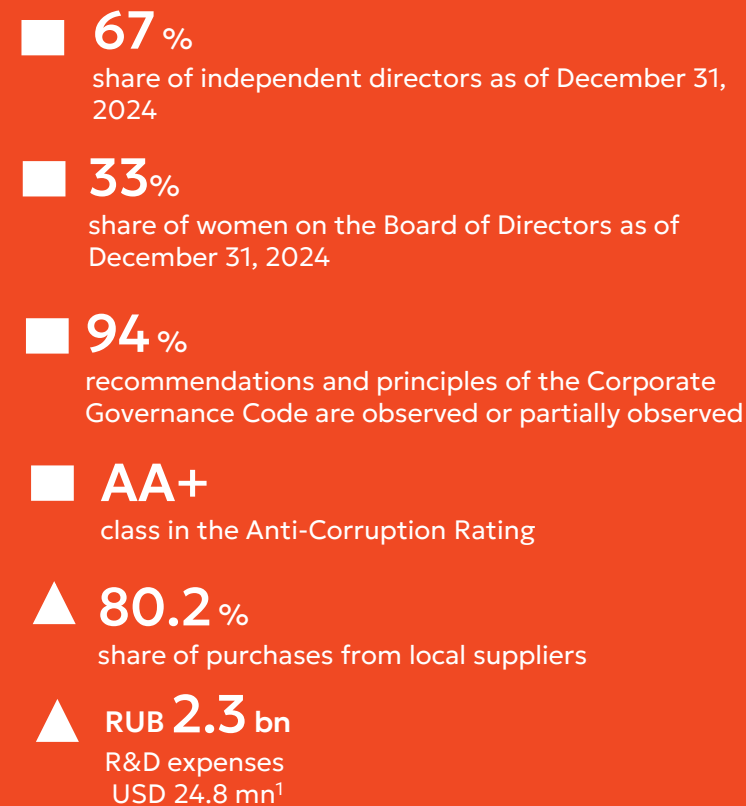 67 %
share of independent directors as of December 31,
2024
33%
share of women on the Board of Directors as of
December 31, 2024
94 %
recommendations and principles of the Corporate
Governance Code are observed or partially observed
AA+
class in the Anti-Corruption Rating
80.2 %
share of purchases from local suppliers
RUB 2.3 bn
R&D expenses
USD 24.8 mn¹